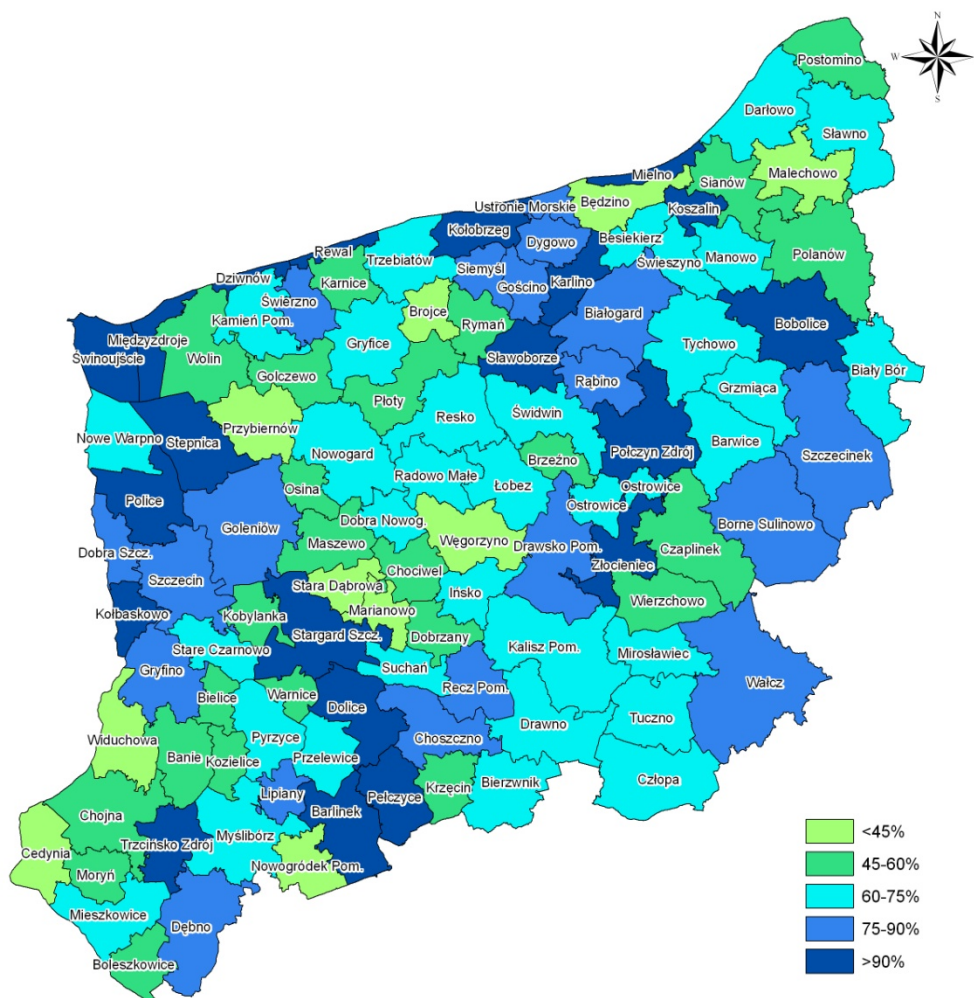 N
W E
S
Postomino
Darłowo
Sławno
Malechowo
Mielno
Sianów
Ustronie Morskie
Będzino
Koszalin
Kołobrzeg
Dygowo
Besiekierz
Rewal
Trzebiatów
Siemyśl
Świeszyno
Manowo
Polanów
Dziwnów
Karnice
Gościno
Karlino
Świerzno
Kamień Pom.
Brojce
Rymań
Białogard
Bobolice
Międzyzdroje
Świnoujście
Wolin
Gryfice
Sławoborze
Tychowo
Biały Bór
Golczewo
Rąbino
Grzmiąca
Płoty
Resko
Świdwin
Przybiernów
Nowe Warpno
Stepnica
Nowogard
Połczyn Zdrój
Barwice
Szczecinek
Brzeżno
Radowo Małe
Łobez
Osina
Ostrowice
Ostrowice
Police
Goleniów
Dobra Nowog.
Borne Sulinowo
Maszewo
Węgorzyno
Drawsko Pom.
Dobra Szcz.
Czaplinek
Chociwel
Złocieniec
Szczecin
Stara Dąbrowa
Ińsko
Wierzchowo
Kołbaskowo
Kobylanka
Marianowo
Stargard Szcz.
Dobrzany
Stare Czarnowo
Kalisz Pom.
Mirosławiec
Gryfino
Suchań
Wałcz
Recz Pom.
Bielice
Warnice
Dolice
Tuczno
Widuchowa
Pyrzyce
Choszczno
Drawno
Banie
Kozielice
Przelewice
Człopa
Lipiany
Krzęcin
Bierzwnik
Pełczyce
Chojna
Barlinek
Myślibórz
Trzcińsko Zdrój
Cedynia
Nowogródek Pom.
Moryń
Mieszkowice
Dębno
Boleszkowice
<45%
45-60%
60-75%
75-90%
>90%